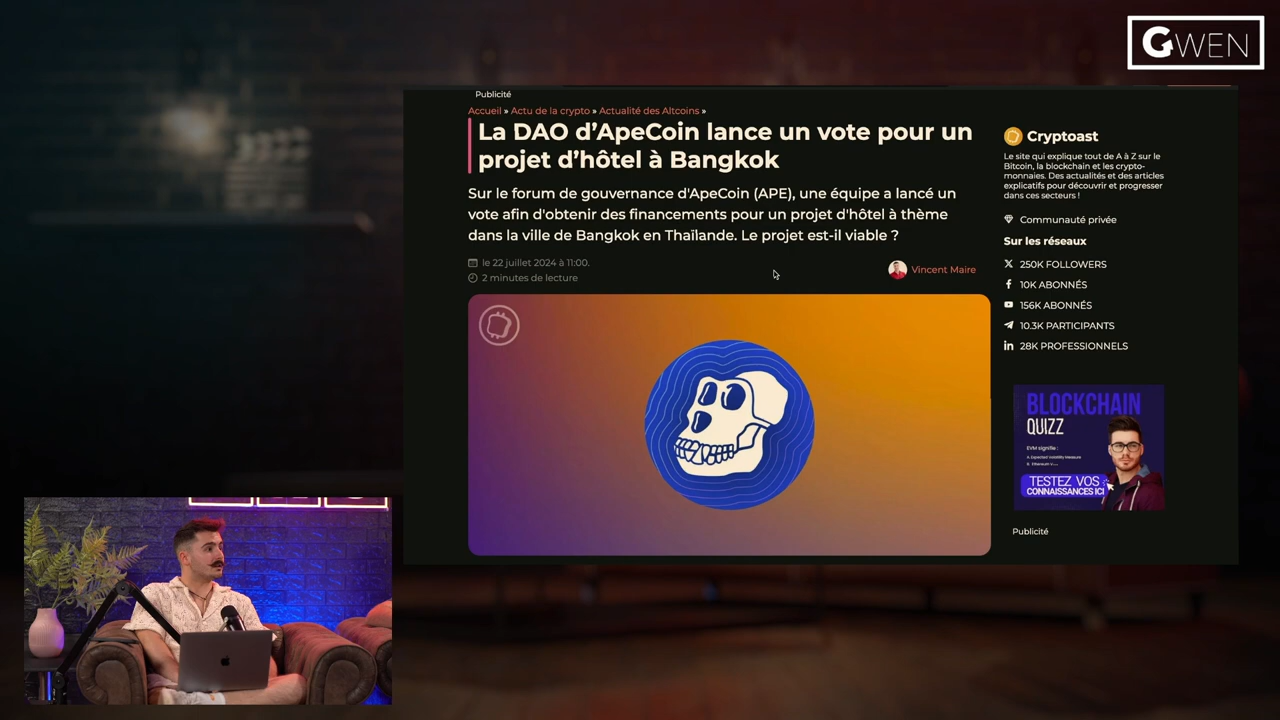 GWEN
Publicité
Accueil » Actu de la crypto » Actualité des Altcoins »
La DAO d'ApeCoin lance un vote pour un
projet d'hôtel à Bangkok
Sur le forum de gouvernance d'ApeCoin (APE), une équipe a lancé un
vote afin d'obtenir des financements pour un projet d'hôtel à thème
dans la ville de Bangkok en Thaïlande. Le projet est-il viable ?
le 22 juillet 2024 à 11:00.
2 minutes de lecture
Vincent Maire
Cryptoast
Le site qui explique tout de A à Z sur le
Bitcoin, la blockchain et les crypto-
monnaies. Des actualités et des articles
explicatifs pour découvrir et progresser
dans ces secteurs !
Communauté privée
Sur les réseaux
250K FOLLOWERS
10K ABONNÉS
156K ABONNÉS
10.3K PARTICIPANTS
28K PROFESSIONNELS
BLOCKCHAIN
QUIZZ
EVM signifie :
A. Expected Volatility Measure
B. Ethereum
TESTEZ VOS
CONNAISSANCES ICI
Publicité